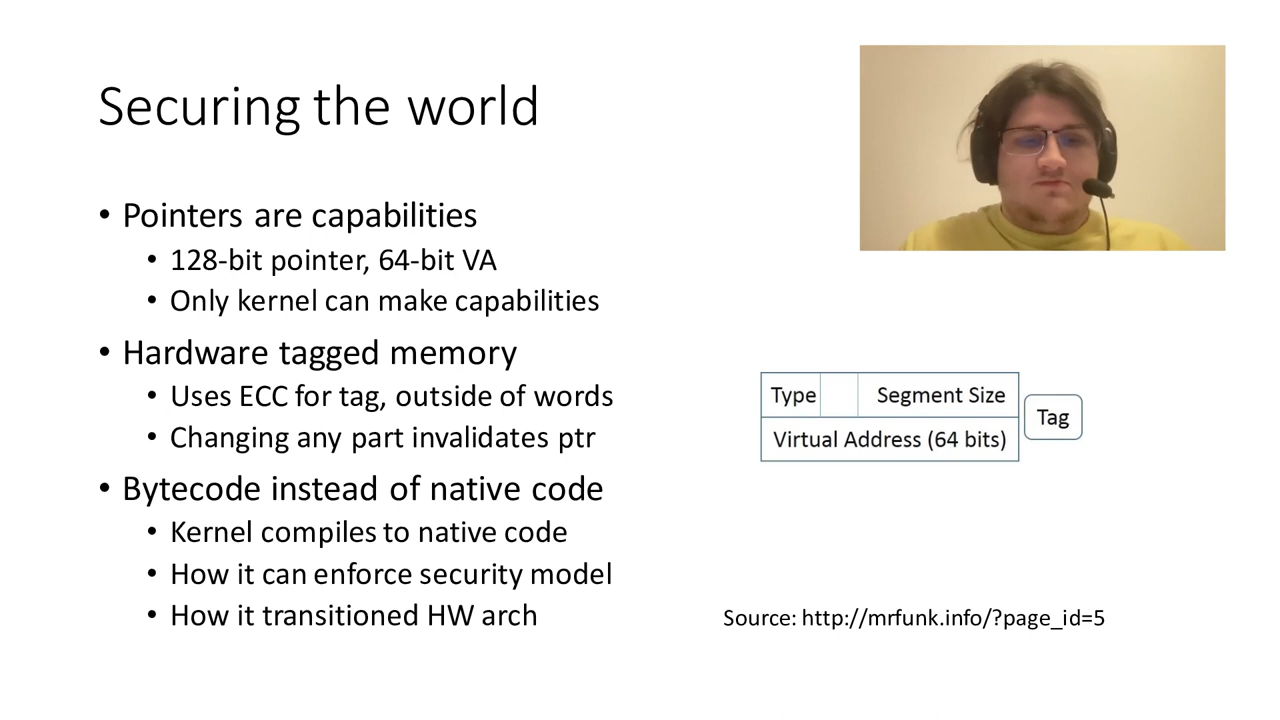 Securing the world
• Pointers are capabilities
• 128-bit pointer, 64-bit VA
• Only kernel can make capabilities
• Hardware tagged memory
• Uses ECC for tag, outside of words
• Changing any part invalidates ptr
• Bytecode instead of native code
• Kernel compiles to native code
• How it can enforce security model
• How it transitioned HW arch
Type Segment Size
Virtual Address (64 bits)
Tag
Source: http://mrfunk.info/?page_id=5